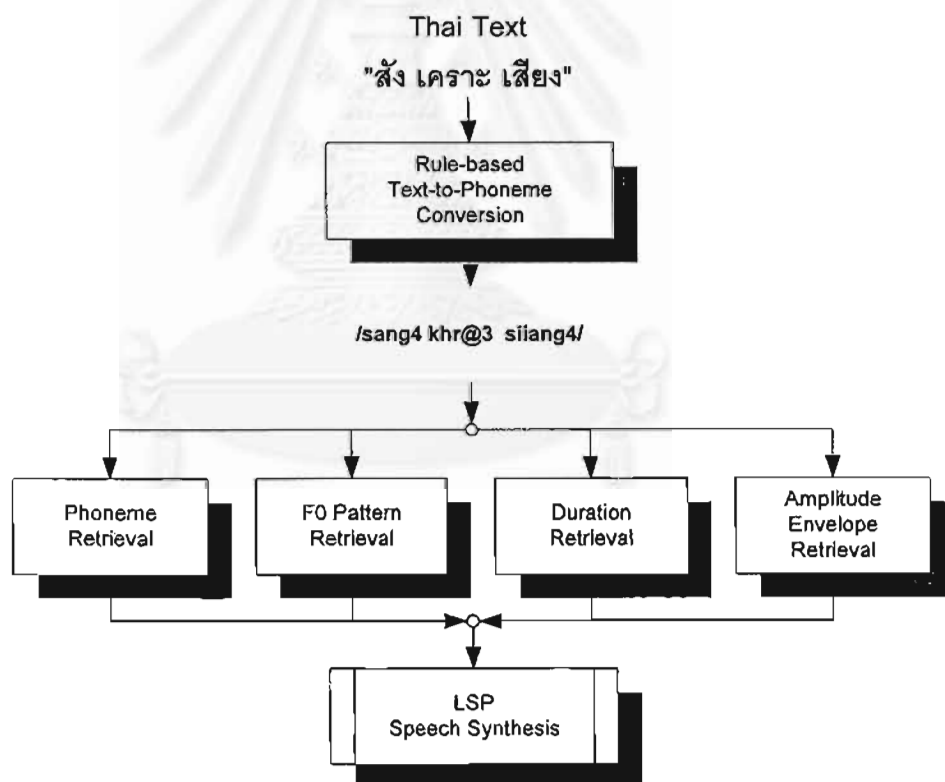 Thai Text
"สัง เคราะ เสียง"
Rule-based
Text-to-Phoneme
Conversion
/sang4 khr@3 siiang4/
Phoneme
Retrieval
F0 Pattern
Retrieval
Duration
Retrieval
Amplitude
Envelope
Retrieval
LSP
Speech Synthesis